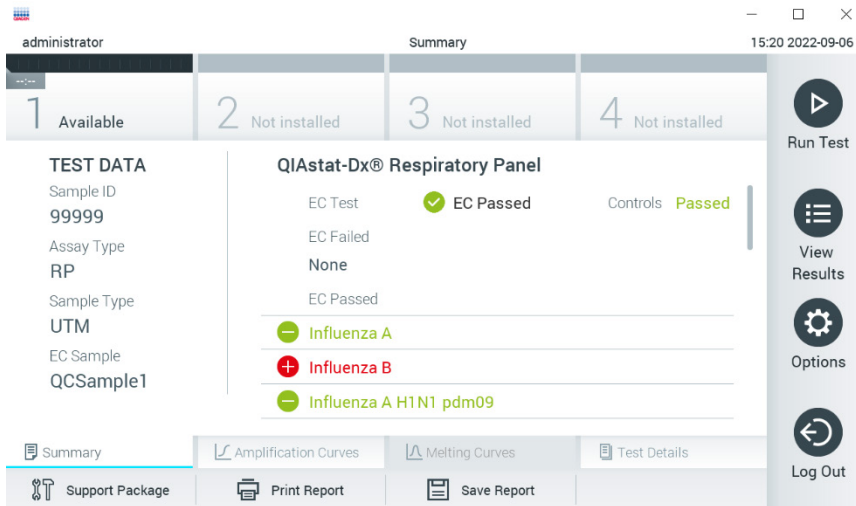 QIAGEN
administrator
Summary
15:20 2022-09-06
--:--
1 Available
2 Not installed
3 Not installed
4 Not installed
Run Test
View Results
Options
Log Out
TEST DATA
Sample ID
99999
Assay Type
RP
Sample Type
UTM
EC Sample
QCSample1
QIAstat-Dx® Respiratory Panel
EC Test EC Passed Controls Passed
EC Failed
None
EC Passed
Influenza A
Influenza B
Influenza A H1N1 pdm09
Summary
Amplification Curves
Melting Curves
Test Details
Support Package
Print Report
Save Report